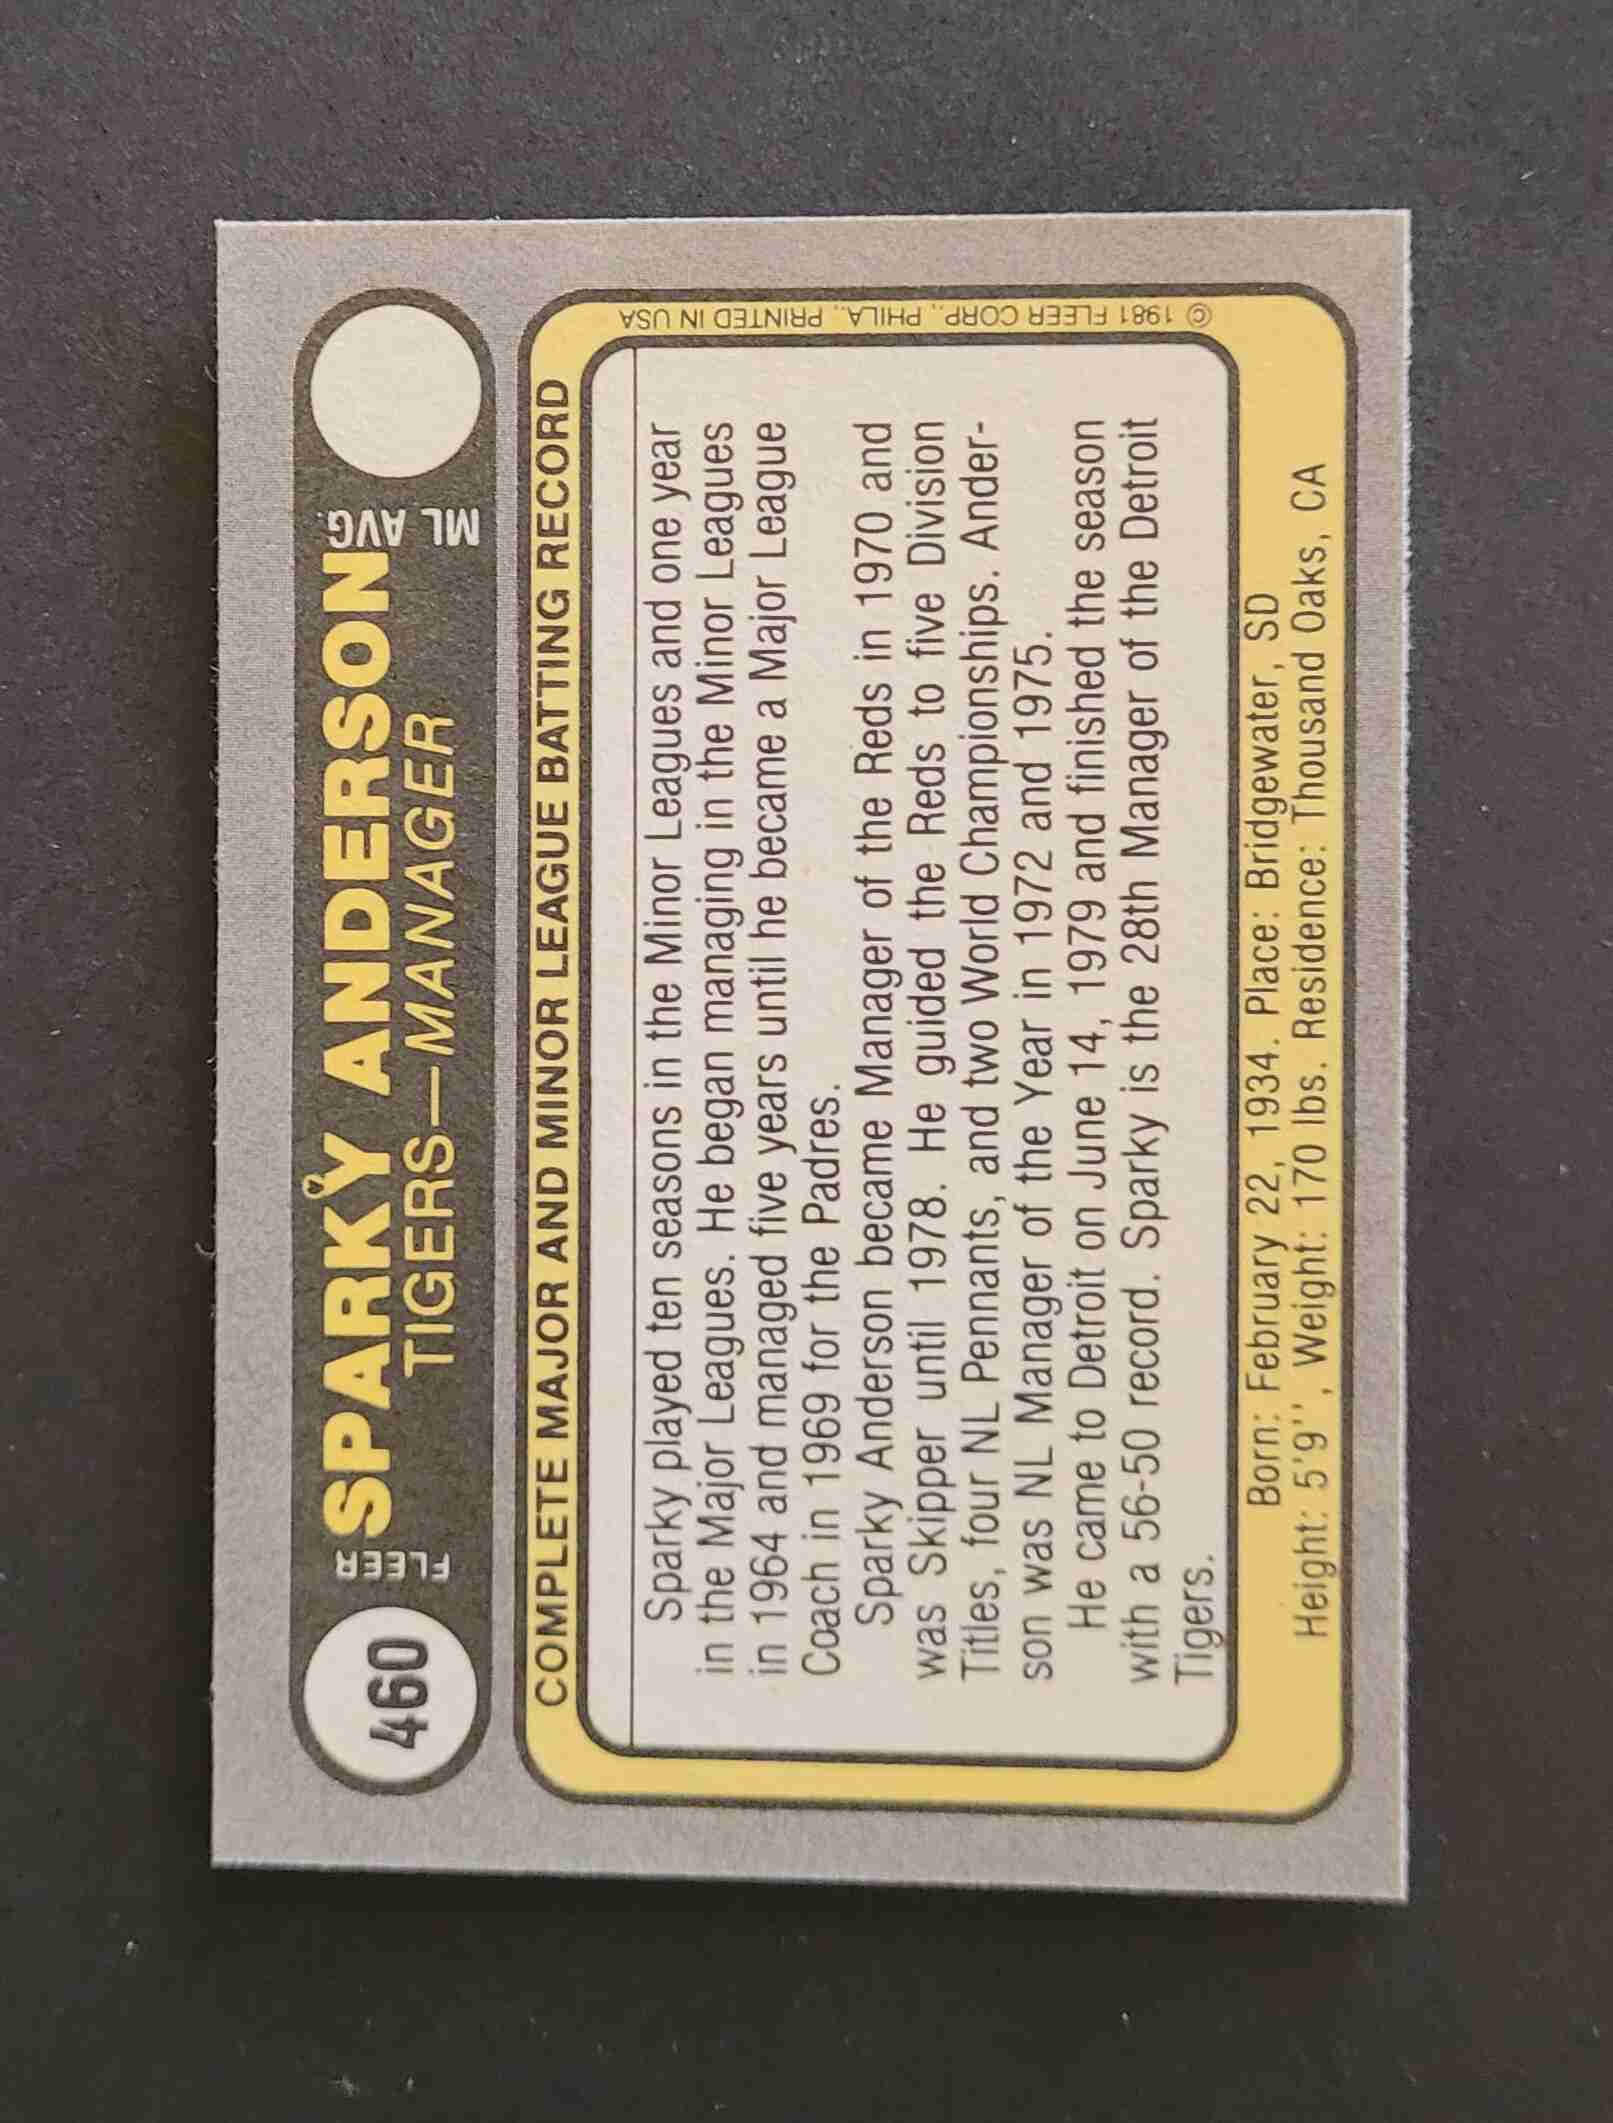 460
FLEER
SPARKY ANDERSON
TIGERS—MANAGER
ML AVG.
COMPLETE MAJOR AND MINOR LEAGUE BATTING RECORD
Sparky played ten seasons in the Minor Leagues and one year
in the Major Leagues. He began managing in the Minor Leagues
in 1964 and managed five years until he became a Major League
Coach in 1969 for the Padres.
Sparky Anderson became Manager of the Reds in 1970 and
was Skipper until 1978. He guided the Reds to five Division
Titles, four NL Pennants, and two World Championships. Ander-
son was NL Manager of the Year in 1972 and 1975.
He came to Detroit on June 14, 1979 and finished the season
with a 56-50 record. Sparky is the 28th Manager of the Detroit
Tigers.
Born: February 22, 1934. Place: Bridgewater, SD
Height: 5'9'', Weight: 170 lbs. Residence: Thousand Oaks, CA
© 1981 FLEER CORP., PHILA., PRINTED IN USA